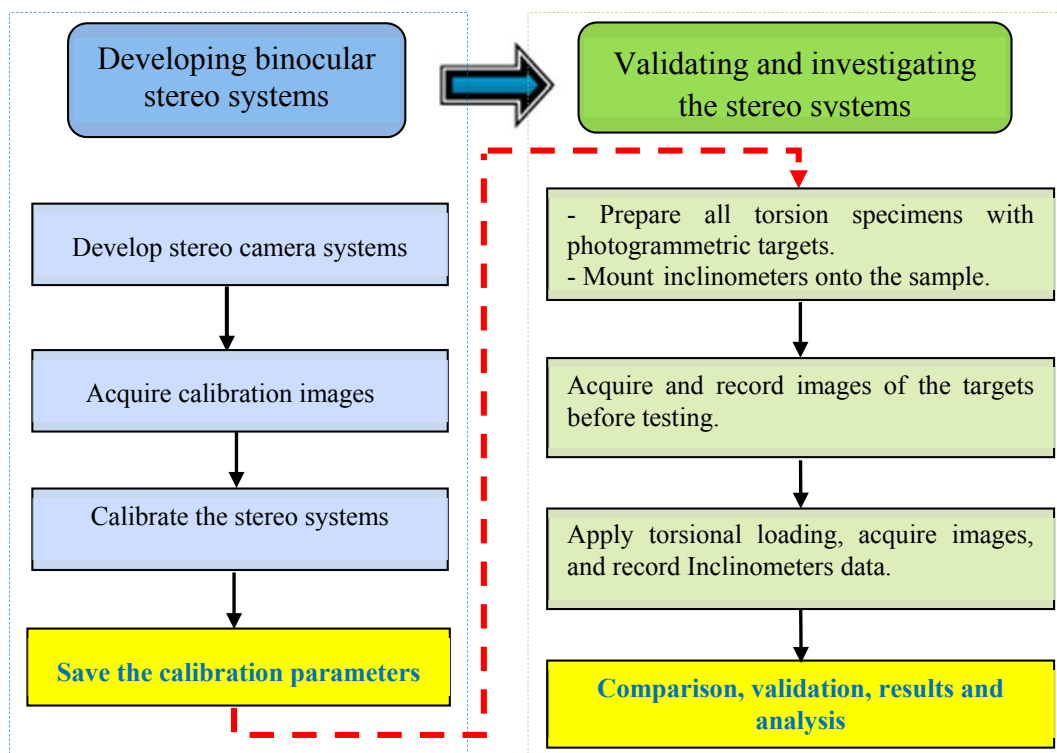 Developing binocular
stereo systems
Develop stereo camera systems
Acquire calibration images
Calibrate the stereo systems
Save the calibration parameters
Validating and investigating
the stereo systems
- Prepare all torsion specimens with
photogrammetric targets.
- Mount inclinometers onto the sample.
Acquire and record images of the targets
before testing.
Apply torsional loading, acquire images,
and record Inclinometers data.
Comparison, validation, results and
analysis